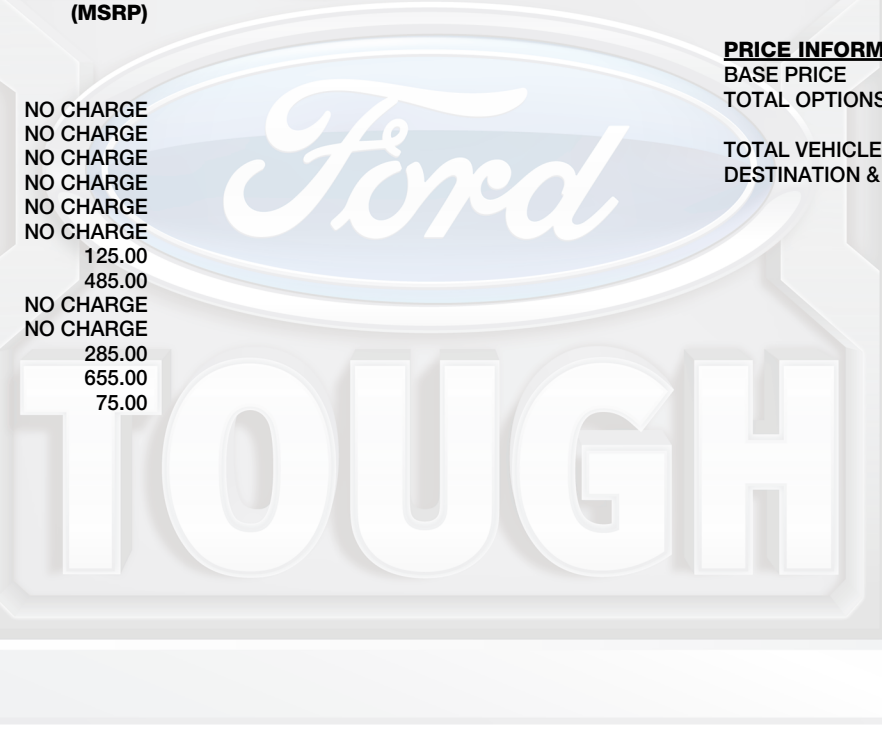 (MSRP)
NO CHARGE
NO CHARGE
NO CHARGE
NO CHARGE
NO CHARGE
NO CHARGE
125.00
485.00
NO CHARGE
NO CHARGE
285.00
655.00
75.00
PRICE INFORM
BASE PRICE
TOTAL OPTIONS
TOTAL VEHICLE
DESTINATION &
Ford
TOUGH